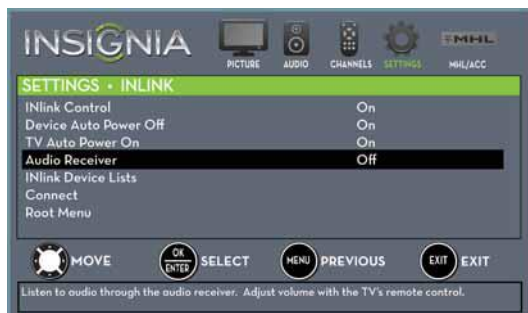 INSIGNIA
PICTURE AUDIO CHANNELS SETTINGS MHL MHL/ACC
SETTINGS • INLINK
INlink Control On
Device Auto Power Off On
TV Auto Power On On
Audio Receiver Off
INlink Device Lists
Connect
Root Menu
MOVE OK ENTER SELECT MENU PREVIOUS EXIT EXIT
Listen to audio through the audio receiver. Adjust volume with the TV's remote control.